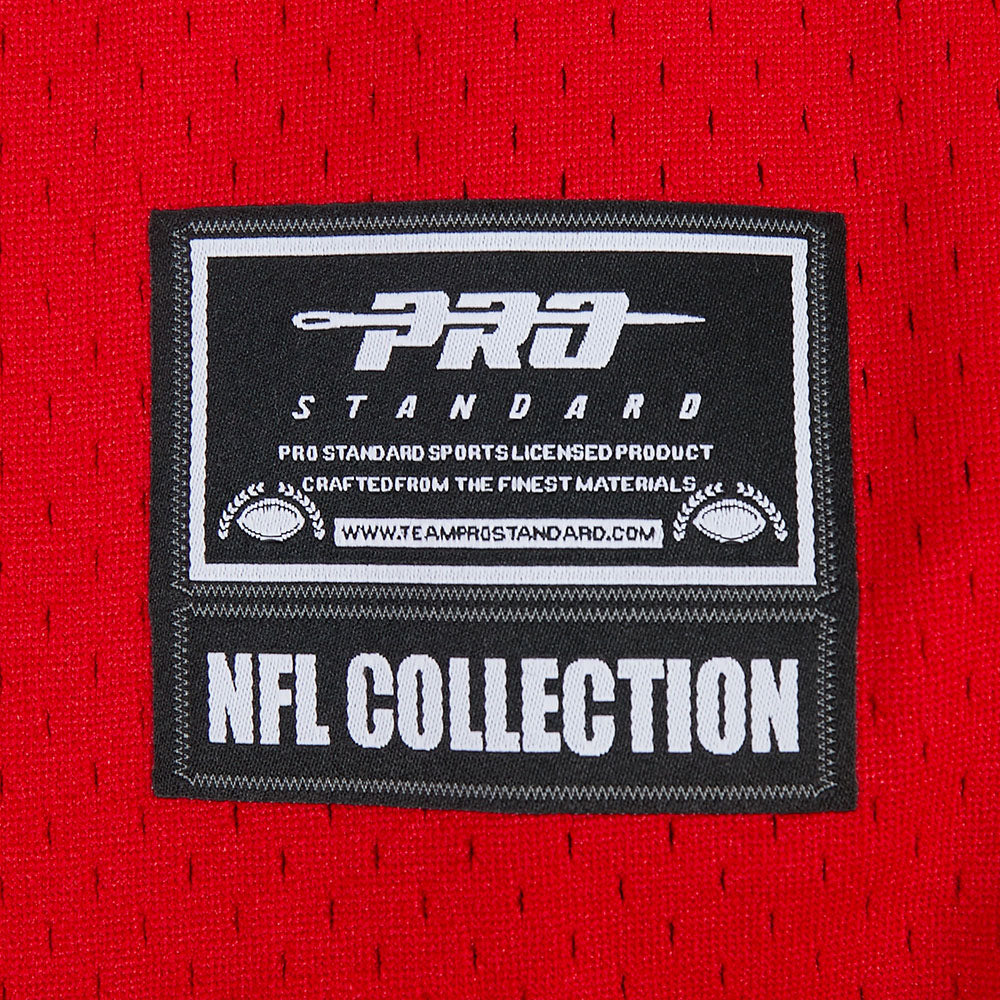 PRO
STANDARD
PRO STANDARD SPORTS LICENSED PRODUCT
CRAFTED FROM THE FINEST MATERIALS
WWW.TEAMPROSTANDARD.COM
NFL COLLECTION